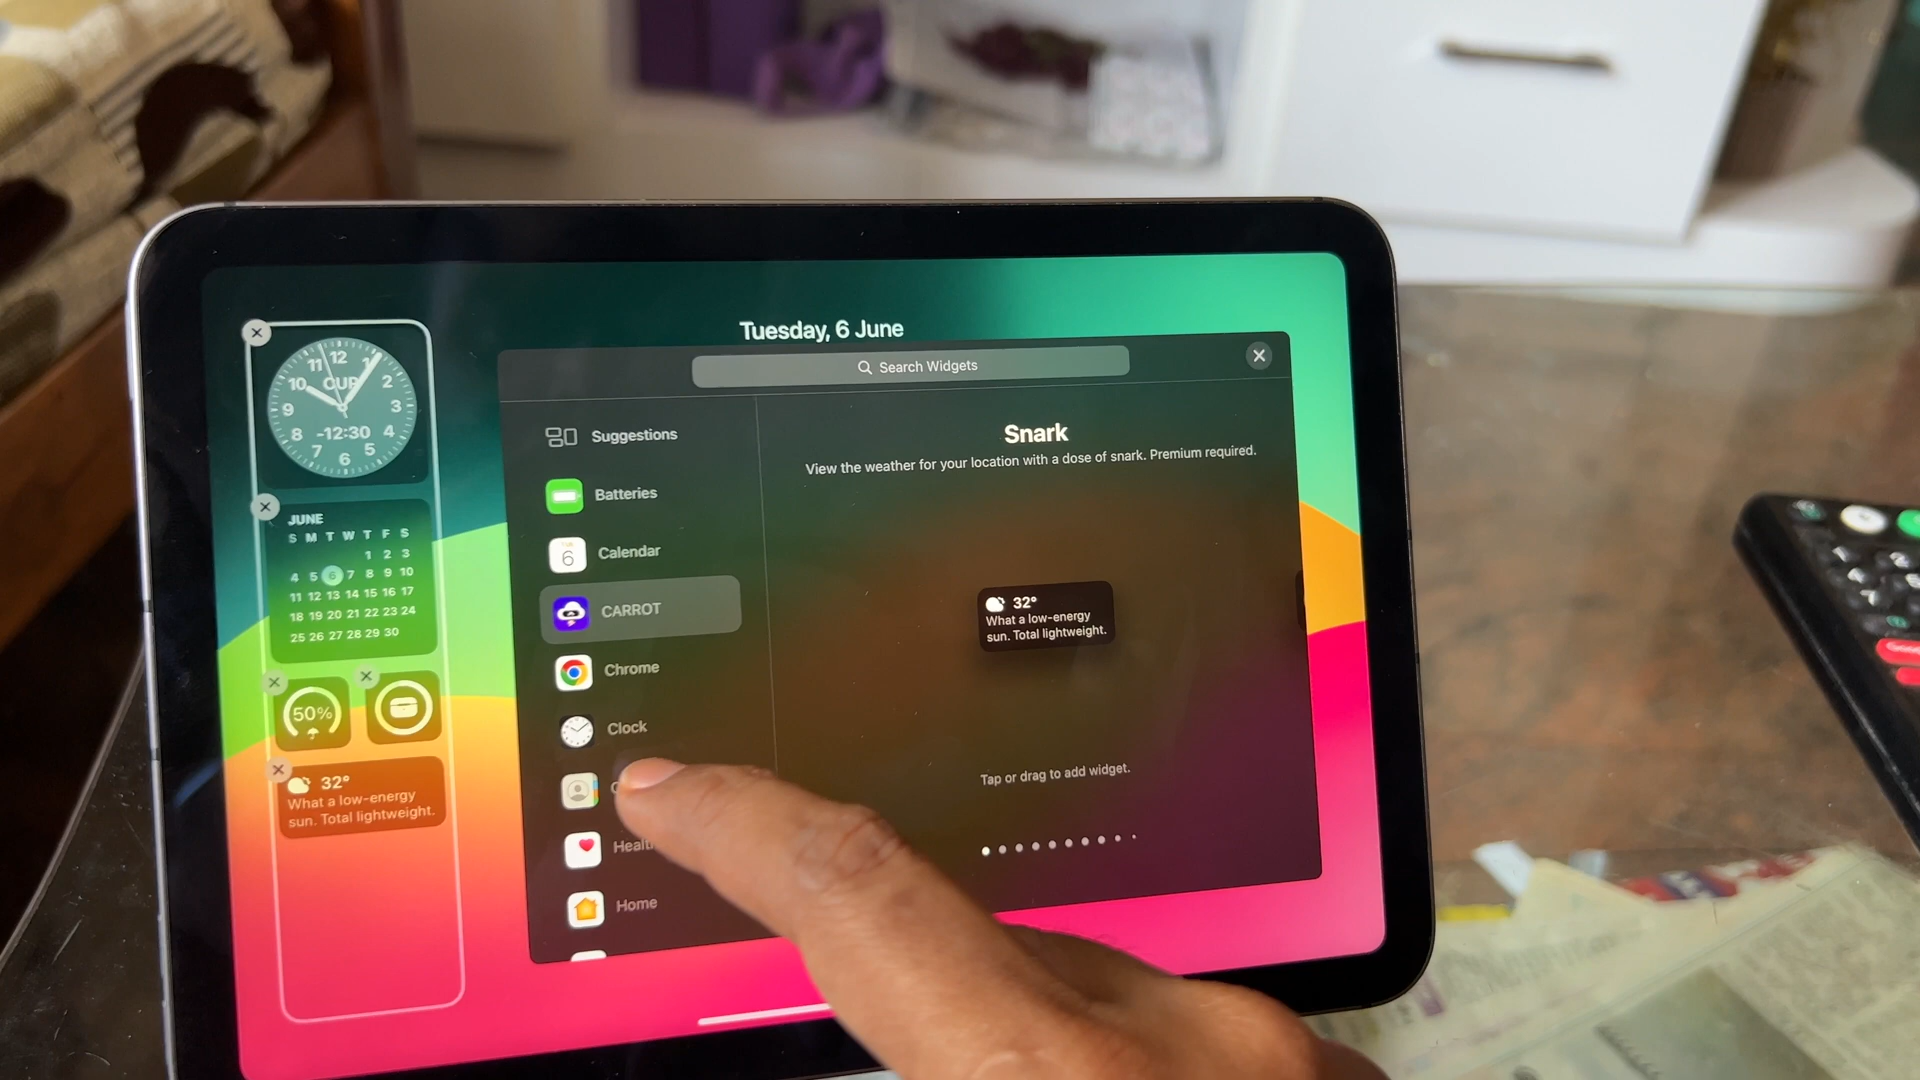 Tuesday, 6 June
11 12 1
10 CUP 2
9 3
8 -12:30 4
7 6 5
JUNE
S M T W T F S
1 2 3
4 5 6 7 8 9 10
11 12 13 14 15 16 17
18 19 20 21 22 23 24
25 26 27 28 29 30
50%
32°
What a low-energy
sun. Total lightweight.
Search Widgets
Suggestions
Batteries
6
Calendar
CARROT
Chrome
Clock
Home
Snark
View the weather for your location with a dose of snark. Premium required.
32°
What a low-energy
sun. Total lightweight.
Tap or drag to add widget.